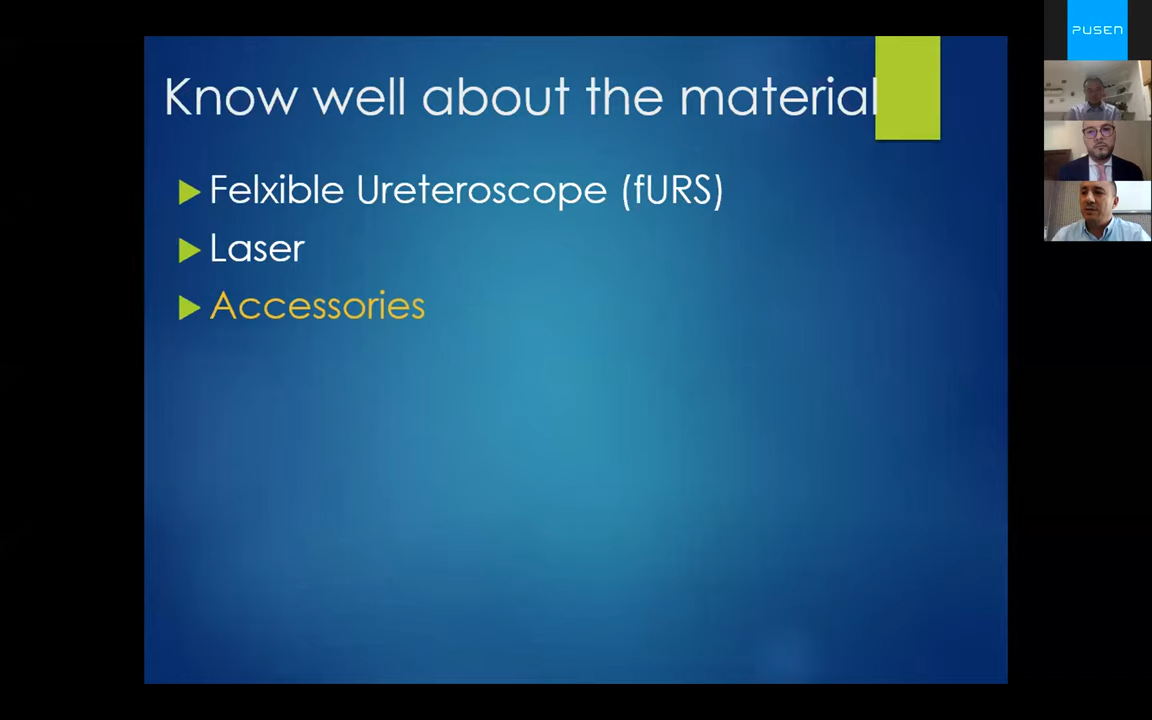 PUSEN
Know well about the material
Felxible Ureteroscope (fURS)
Laser
Accessories